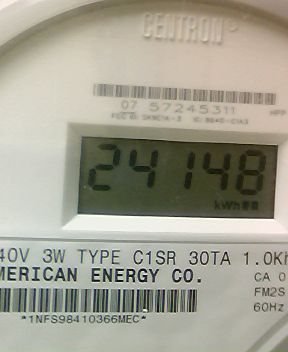 CENTRON®
07 57245311
24148
kWh
40V 3W TYPE C1SR 30TA 1.0Kh
MERICAN ENERGY CO.
CA 0
FM2S
60Hz
*1NFS98410366MEC*